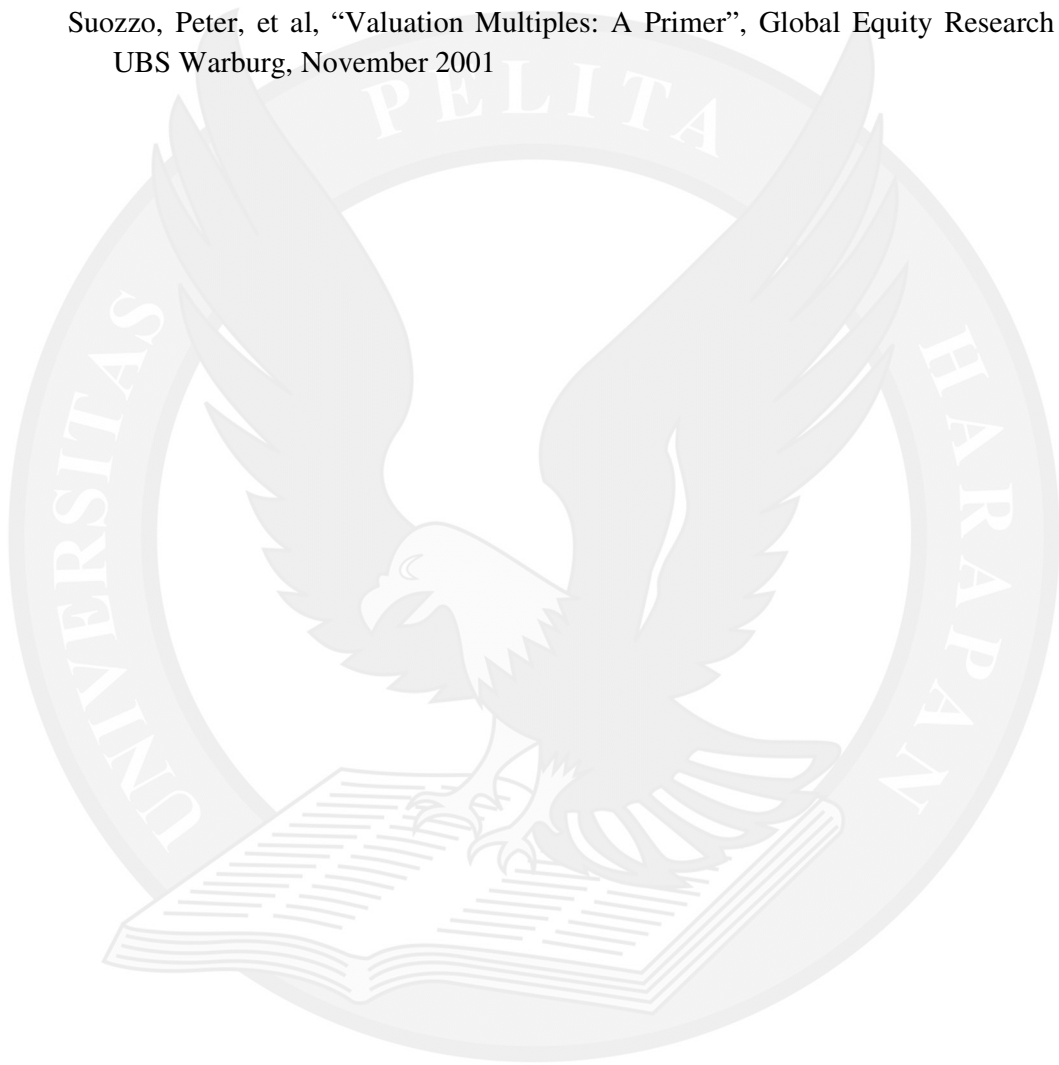 Suozzo, Peter, et al, “Valuation Multiples: A Primer”, Global Equity Research
UBS Warburg, November 2001
UNIVERSITAS PELITA HARAPAN